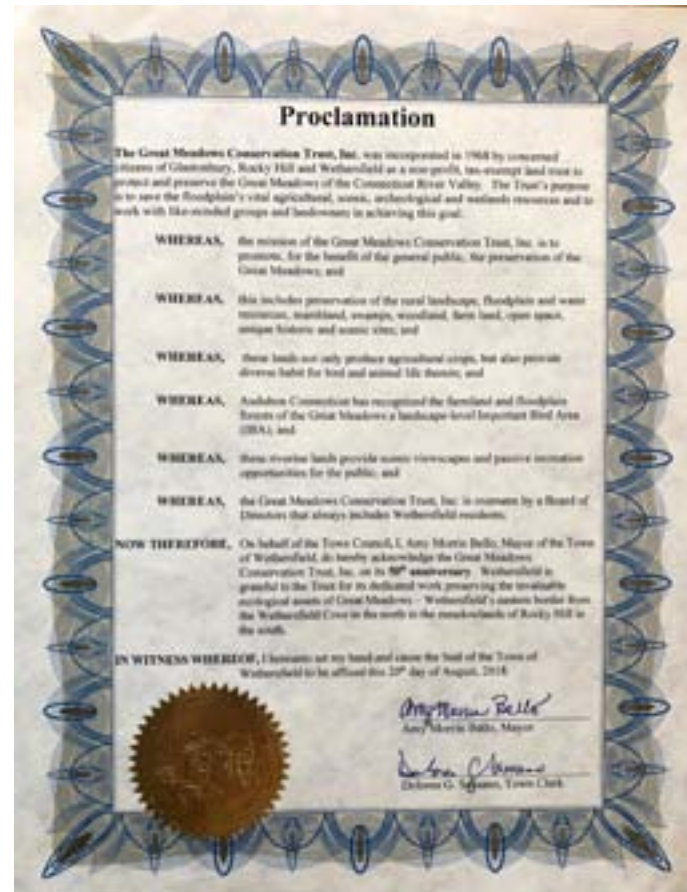 Proclamation
The Great Meadows Conservation Trust, Inc. was incorporated in 1968 by concerned
citizens of Glastonbury, Rocky Hill and Wethersfield as a non-profit, tax-exempt land trust to
protect and preserve the Great Meadows of the Connecticut River Valley. The Trust's purpose
is to save the floodplain's vital agricultural, scenic, archeological and wetlands resources and to
work with like-minded groups and landowners in achieving this goal.
WHEREAS, the mission of the Great Meadows Conservation Trust, Inc. is to
promote, for the benefit of the general public, the preservation of the
Great Meadows; and
WHEREAS, this includes preservation of the rural landscape, floodplain and water
resources, marshland, swamps, woodland, farm land, open space,
unique historic and scenic sites; and
WHEREAS, these lands not only produce agricultural crops, but also provide
diverse habit for bird and animal life therein; and
WHEREAS, Audubon Connecticut has recognized the farmland and floodplain
forests of the Great Meadows a landscape-level Important Bird Area
(IBA); and
WHEREAS, these riverine lands provide scenic viewscapes and passive recreation
opportunities for the public; and
WHEREAS, the Great Meadows Conservation Trust, Inc. is overseen by a Board of
Directors that always includes Wethersfield residents.
NOW THEREFORE, On behalf of the Town Council, I, Amy Morrin Bello, Mayor of the Town
of Wethersfield, do hereby acknowledge the Great Meadows
Conservation Trust, Inc. on its 50th anniversary. Wethersfield is
grateful to the Trust for its dedicated work preserving the invaluable
ecological assets of Great Meadows – Wethersfield's eastern border from
the Wethersfield Cove in the north to the meadowlands of Rocky Hill in
the south.
IN WITNESS WHEREOF, I hereunto set my hand and cause the Seal of the Town of
Wethersfield to be affixed this 20th day of August, 2018.
Amy Morrin Bello
Amy Morrin Bello, Mayor
Dolores G. Town Clerk